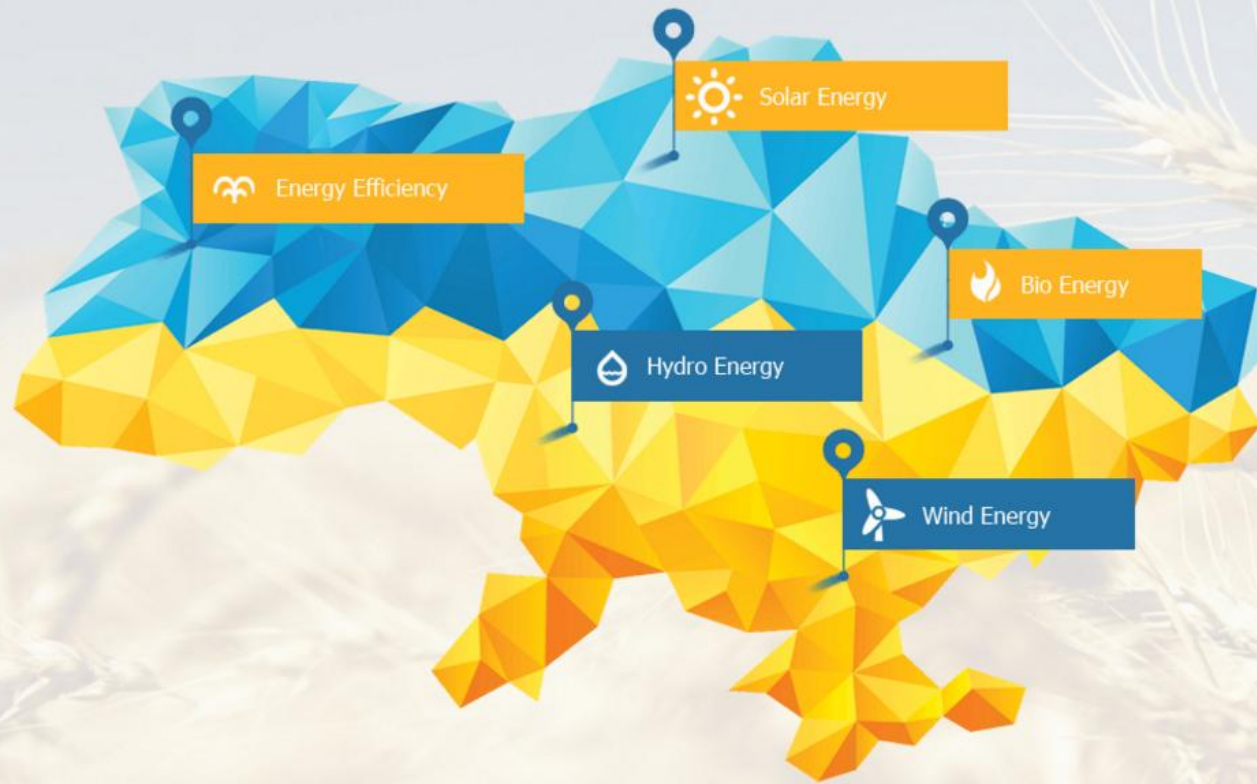 Solar Energy
Energy Efficiency
Bio Energy
Hydro Energy
Wind Energy